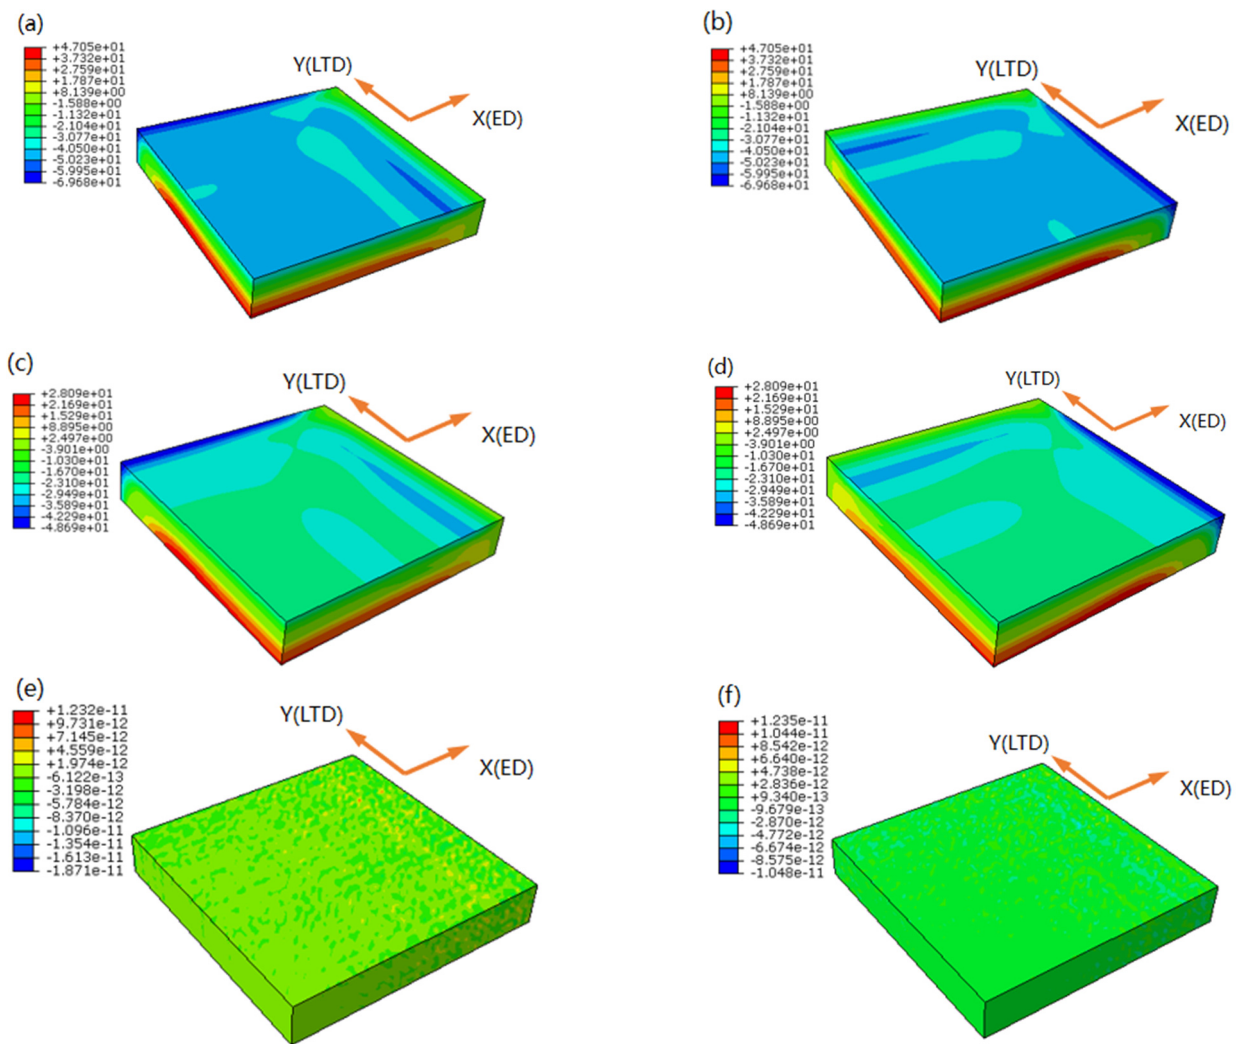 (a)
+4.705e+01
+3.732e+01
+2.759e+01
+1.787e+01
+8.139e+00
-1.588e+00
-1.132e+01
-2.104e+01
-3.077e+01
-4.050e+01
-5.023e+01
-5.995e+01
-6.968e+01
Y(LTD)
X(ED)
(b)
+4.705e+01
+3.732e+01
+2.759e+01
+1.787e+01
+8.139e+00
-1.588e+00
-1.132e+01
-2.104e+01
-3.077e+01
-4.050e+01
-5.023e+01
-5.995e+01
-6.968e+01
Y(LTD)
X(ED)
(c)
+2.809e+01
+2.169e+01
+1.529e+01
+8.895e+00
+2.497e+00
-3.901e+00
-1.030e+01
-1.670e+01
-2.310e+01
-2.949e+01
-3.589e+01
-4.229e+01
-4.869e+01
Y(LTD)
X(ED)
(d)
+2.809e+01
+2.169e+01
+1.529e+01
+8.895e+00
+2.497e+00
-3.901e+00
-1.030e+01
-1.670e+01
-2.310e+01
-2.949e+01
-3.589e+01
-4.229e+01
-4.869e+01
Y(LTD)
X(ED)
(e)
+1.232e-11
+9.731e-12
+7.145e-12
+4.559e-12
+1.974e-12
-6.122e-13
-3.198e-12
-5.784e-12
-8.370e-12
-1.096e-11
-1.354e-11
-1.613e-11
-1.871e-11
Y(LTD)
X(ED)
(f)
+1.235e-11
+1.044e-11
+8.542e-12
+6.640e-12
+4.738e-12
+2.836e-12
+9.340e-13
-9.679e-13
-2.870e-12
-4.772e-12
-6.674e-12
-8.575e-12
-1.048e-11
Y(LTD)
X(ED)